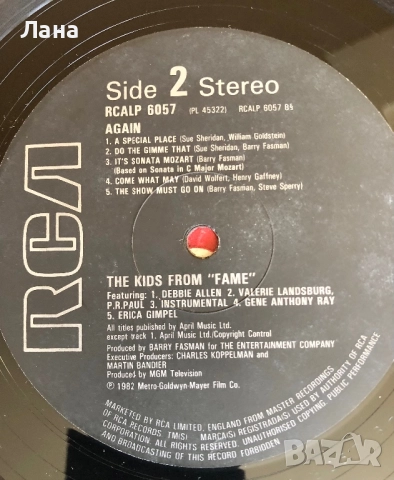 Лана
Side 2 Stereo
RCALP 6057 (PL 45322) RCALP 6057 BS
AGAIN
1. A SPECIAL PLACE (Sue Sheridan, William Goldstein)
2. DO THE GIMME THAT (Sue Sheridan, Barry Fasman)
3. IT'S SONATA MOZART (Barry Fasman)
(Based on Sonata in C Major Mozart)
4. COME WHAT MAY (David Wolfert, Henry Gaffney)
5. THE SHOW MUST GO ON (Barry Fasman, Steve Sperry)
RCA
THE KIDS FROM "FAME"
Featuring: 1. DEBBIE ALLEN 2. VALERIE LANDSBURG,
P.R.PAUL 3. INSTRUMENTAL 4. GENE ANTHONY RAY
5. ERICA GIMPEL
All titles published by April Music Ltd.
except track 1. April Music Ltd./Copyright Control
Produced by BARRY FASMAN for THE ENTERTAINMENT COMPANY
Executive Producers: CHARLES KOPPELMAN and
MARTIN BANDIER
Produced by MGM Television
Ⓟ 1982 Metro-Goldwyn-Mayer Film Co.
MARKETED BY RCA LIMITED, ENGLAND FROM MASTER RECORDINGS
OF RCA RECORDS. TM(S) ® MARCA(S) REGISTRADA(S) USED BY AUTHORITY OF RCA
CORPORATION. ALL RIGHTS RESERVED. UNAUTHORISED COPYING, PUBLIC PERFORMANCE
AND BROADCASTING OF THIS RECORD FORBIDDEN.
BAZAR